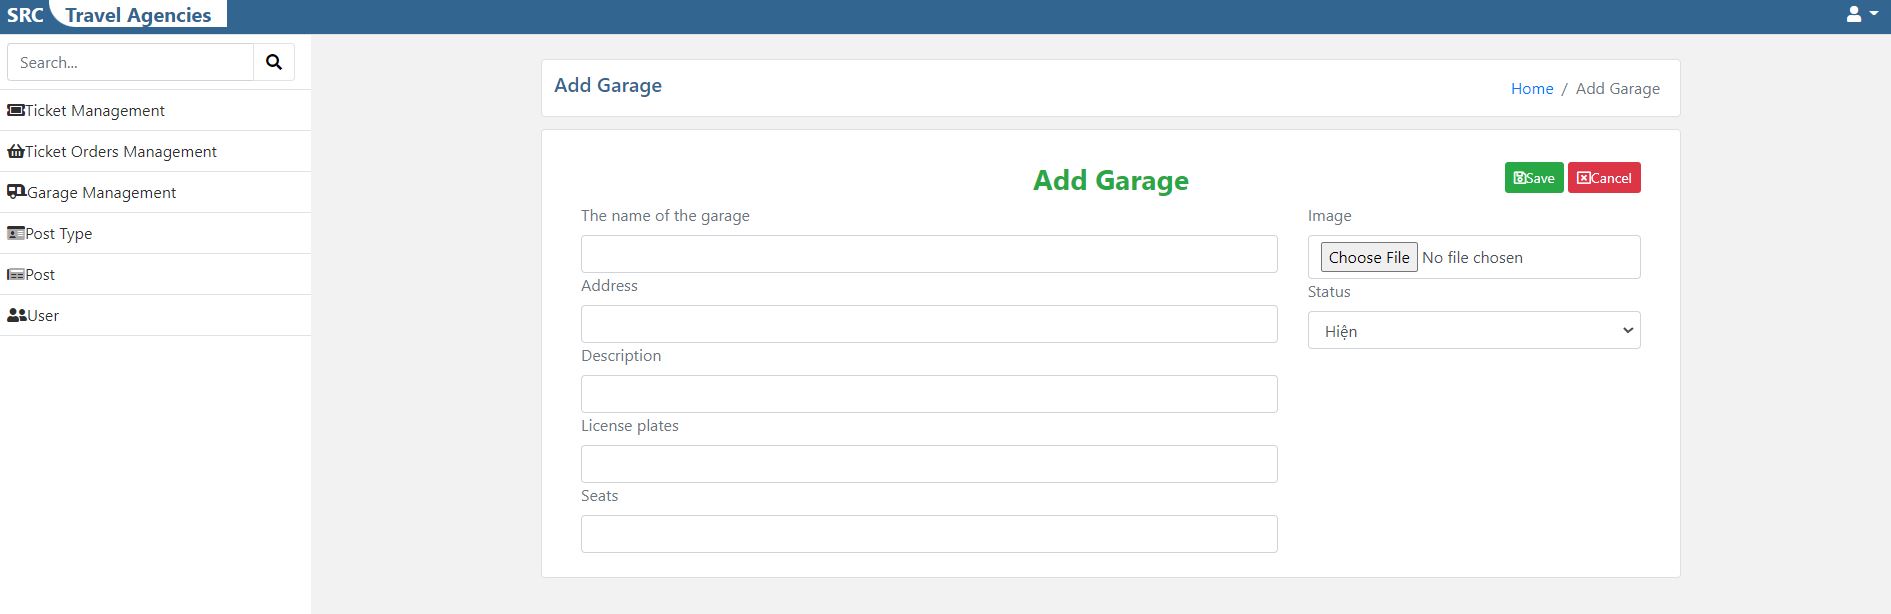 SRC Travel Agencies
Search...
Ticket Management
Ticket Orders Management
Garage Management
Post Type
Post
User
Add Garage
Home / Add Garage
Add Garage
Save Cancel
The name of the garage
Address
Description
License plates
Seats
Image
Choose File No file chosen
Status
Hiện